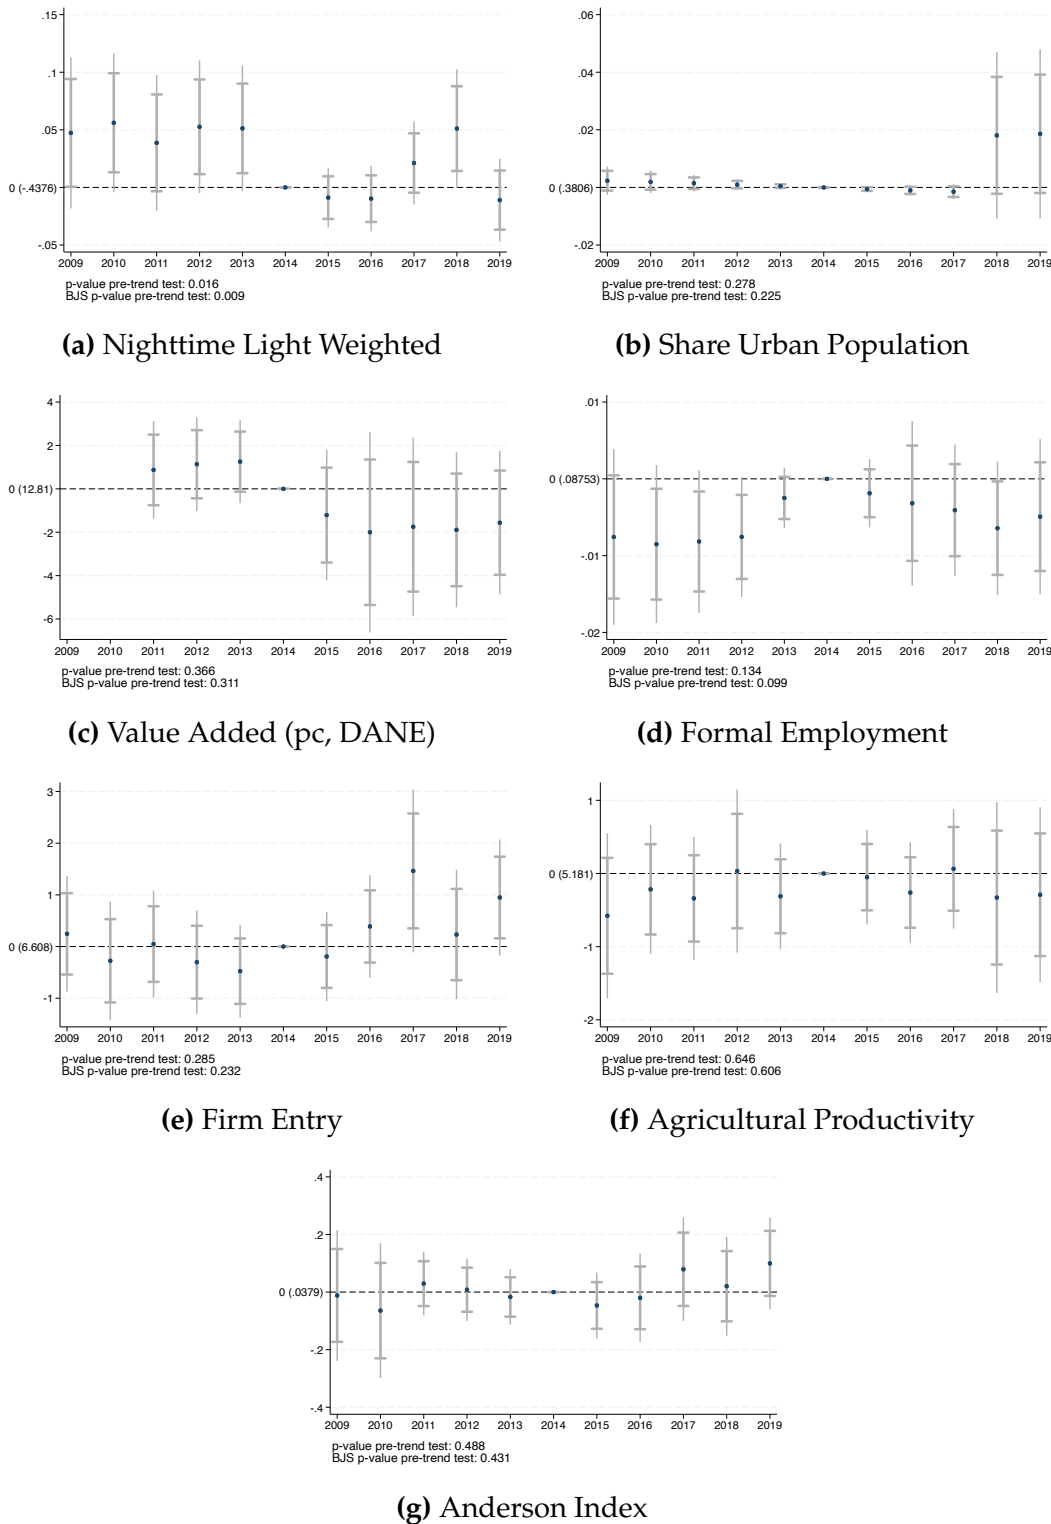 .15
.1
.05
0 (-.4376)
-.05
2009 2010 2011 2012 2013 2014 2015 2016 2017 2018 2019
p-value pre-trend test: 0.016
BJS p-value pre-trend test: 0.009
(a) Nighttime Light Weighted
.06
.04
.02
0 (.3806)
-.02
2009 2010 2011 2012 2013 2014 2015 2016 2017 2018 2019
p-value pre-trend test: 0.278
BJS p-value pre-trend test: 0.225
(b) Share Urban Population
4
2
0 (12.81)
-2
-4
-6
2009 2010 2011 2012 2013 2014 2015 2016 2017 2018 2019
p-value pre-trend test: 0.366
BJS p-value pre-trend test: 0.311
(c) Value Added (pc, DANE)
.01
0 (.08753)
-.01
-.02
2009 2010 2011 2012 2013 2014 2015 2016 2017 2018 2019
p-value pre-trend test: 0.134
BJS p-value pre-trend test: 0.099
(d) Formal Employment
3
2
1
0 (6.608)
-1
2009 2010 2011 2012 2013 2014 2015 2016 2017 2018 2019
p-value pre-trend test: 0.285
BJS p-value pre-trend test: 0.232
(e) Firm Entry
1
0 (5.181)
-1
-2
2009 2010 2011 2012 2013 2014 2015 2016 2017 2018 2019
p-value pre-trend test: 0.646
BJS p-value pre-trend test: 0.606
(f) Agricultural Productivity
.4
.2
0 (.0379)
-.2
-.4
2009 2010 2011 2012 2013 2014 2015 2016 2017 2018 2019
p-value pre-trend test: 0.488
BJS p-value pre-trend test: 0.431
(g) Anderson Index